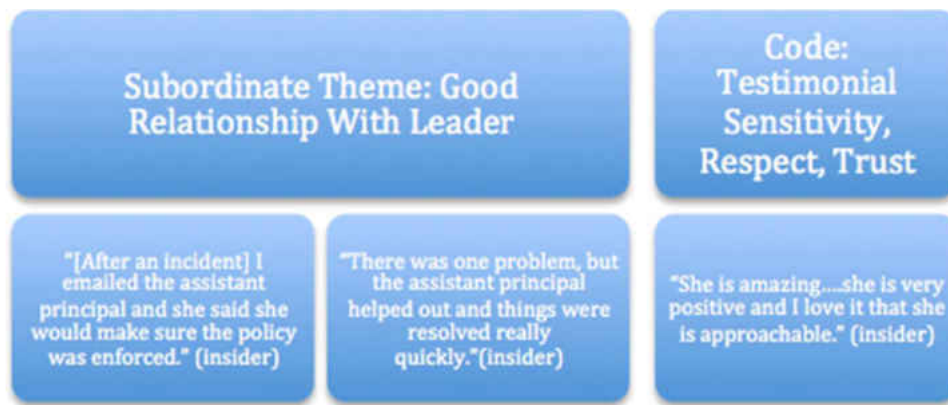 Subordinate Theme: Good
Relationship With Leader
Code:
Testimonial
Sensitivity,
Respect, Trust
"[After an incident] I
emailed the assistant
principal and she said she
would make sure the policy
was enforced." (insider)
"There was one problem, but
the assistant principal
helped out and things were
resolved really
quickly."(insider)
"She is amazing....she is very
positive and I love it that she
is approachable." (insider)